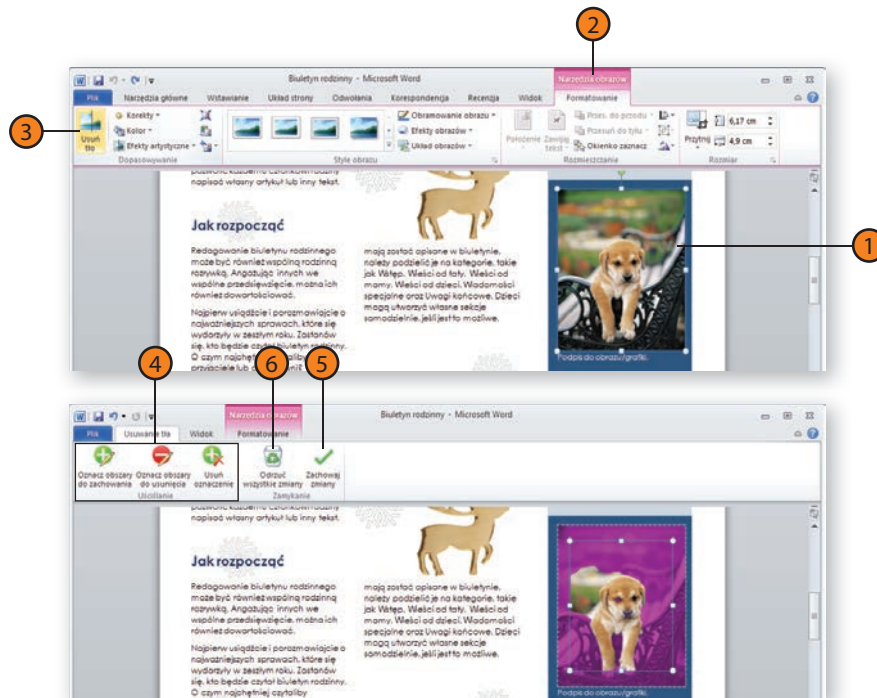 2
Biuletyn rodzinny - Microsoft Word
Narzędzia obrazów
Plik Narzędzia główne Wstawianie Układ strony Odwołania Korespondencja Recenzja Widok Formatowanie
3
Usuń tło
Korekty
Kolor
Efekty artystyczne
Dopasowywanie
Style obrazu
Obramowanie obrazu
Efekty obrazów
Układ obrazów
Położenie
Zawijaj tekst
Przes. do przodu
Przesuń do tyłu
Okienko zaznacz
Rozmieszczanie
Przytnij
6,17 cm
4,9 cm
Rozmiar
napisać własny artykuł lub inny tekst.
Jak rozpocząć
Redagowanie biuletynu rodzinnego
może być również wspólną rodzinną
rozrywką. Angażując innych we
wspólne przedsięwzięcie, można ich
również dowartościować.
Najpierw usiądźcie i porozmawiajcie o
najważniejszych sprawach, które się
wydarzyły w zeszłym roku. Zastanów
się, kto będzie czytał biuletyn rodzinny.
O czym najchętniej czytaliby
przyjaciele lub
mają zostać opisane w biuletynie,
należy podzielić je na kategorie, takie
jak Wstęp, Wieści od taty, Wieści od
mamy, Wieści od dzieci, Wiadomości
specjalne oraz Uwagi końcowe. Dzieci
mogą utworzyć własne sekcje
samodzielnie, jeśli jest to możliwe.
1
Podpis do obrazu/grafiki.
4
6
5
Narzędzia obrazów
Biuletyn rodzinny - Microsoft Word
Plik Usuwanie tła Widok Formatowanie
Oznacz obszary do zachowania
Oznacz obszary do usunięcia
Usuń oznaczenie
Uściślanie
Odrzuć wszystkie zmiany
Zachowaj zmiany
Zamykanie
napisać własny artykuł lub inny tekst.
Jak rozpocząć
Redagowanie biuletynu rodzinnego
może być również wspólną rodzinną
rozrywką. Angażując innych we
wspólne przedsięwzięcie, można ich
również dowartościować.
Najpierw usiądźcie i porozmawiajcie o
najważniejszych sprawach, które się
wydarzyły w zeszłym roku. Zastanów
się, kto będzie czytał biuletyn rodzinny.
O czym najchętniej czytaliby
mają zostać opisane w biuletynie,
należy podzielić je na kategorie, takie
jak Wstęp, Wieści od taty, Wieści od
mamy, Wieści od dzieci, Wiadomości
specjalne oraz Uwagi końcowe. Dzieci
mogą utworzyć własne sekcje
samodzielnie, jeśli jest to możliwe.
Podpis do obrazu/grafiki.